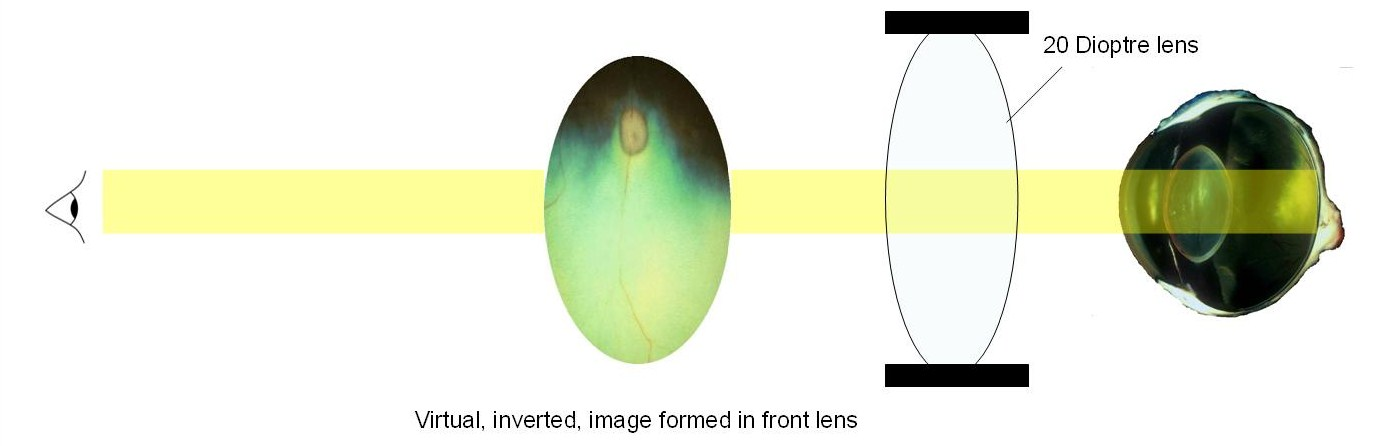 20 Dioptre lens
Virtual, inverted, image formed in front lens